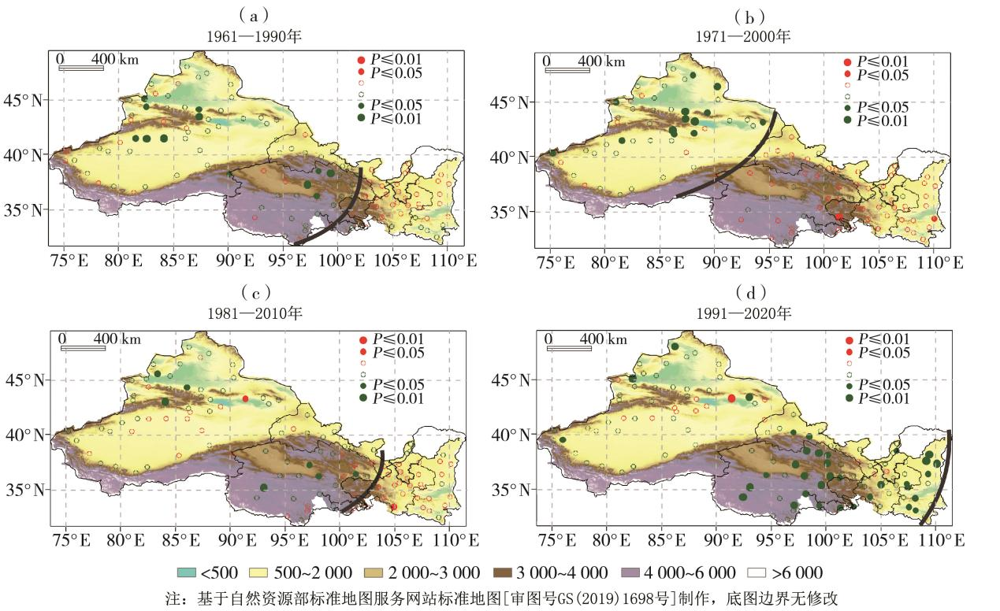 (a)
1961—1990年
0 400 km
P≤0.01
P≤0.05
P≤0.05
P≤0.01
45°N
40°N
35°N
75°E 80°E 85°E 90°E 95°E 100°E 105°E 110°E
(b)
1971—2000年
0 400 km
P≤0.01
P≤0.05
P≤0.05
P≤0.01
45°N
40°N
35°N
75°E 80°E 85°E 90°E 95°E 100°E 105°E 110°E
(c)
1981—2010年
0 400 km
P≤0.01
P≤0.05
P≤0.05
P≤0.01
45°N
40°N
35°N
75°E 80°E 85°E 90°E 95°E 100°E 105°E 110°E
(d)
1991—2020年
0 400 km
P≤0.01
P≤0.05
P≤0.05
P≤0.01
45°N
40°N
35°N
75°E 80°E 85°E 90°E 95°E 100°E 105°E 110°E
<500 500~2 000 2 000~3 000 3 000~4 000 4 000~6 000 >6 000
注：基于自然资源部标准地图服务网站标准地图[审图号GS(2019)1698号]制作，底图边界无修改